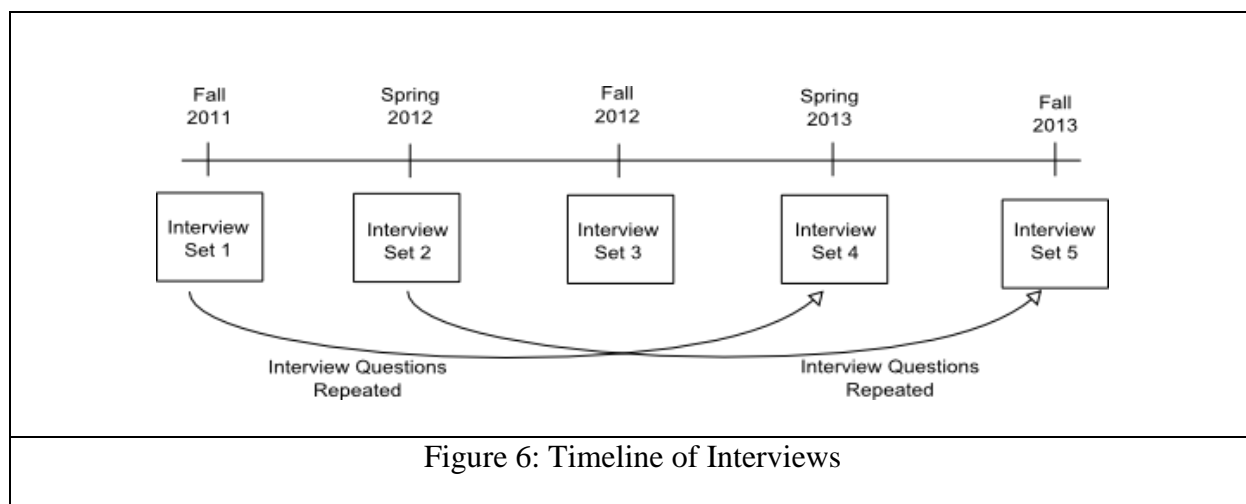 Fall
2011
Spring
2012
Fall
2012
Spring
2013
Fall
2013
Interview
Set 1
Interview
Set 2
Interview
Set 3
Interview
Set 4
Interview
Set 5
Interview Questions
Repeated
Interview Questions
Repeated
Figure 6: Timeline of Interviews